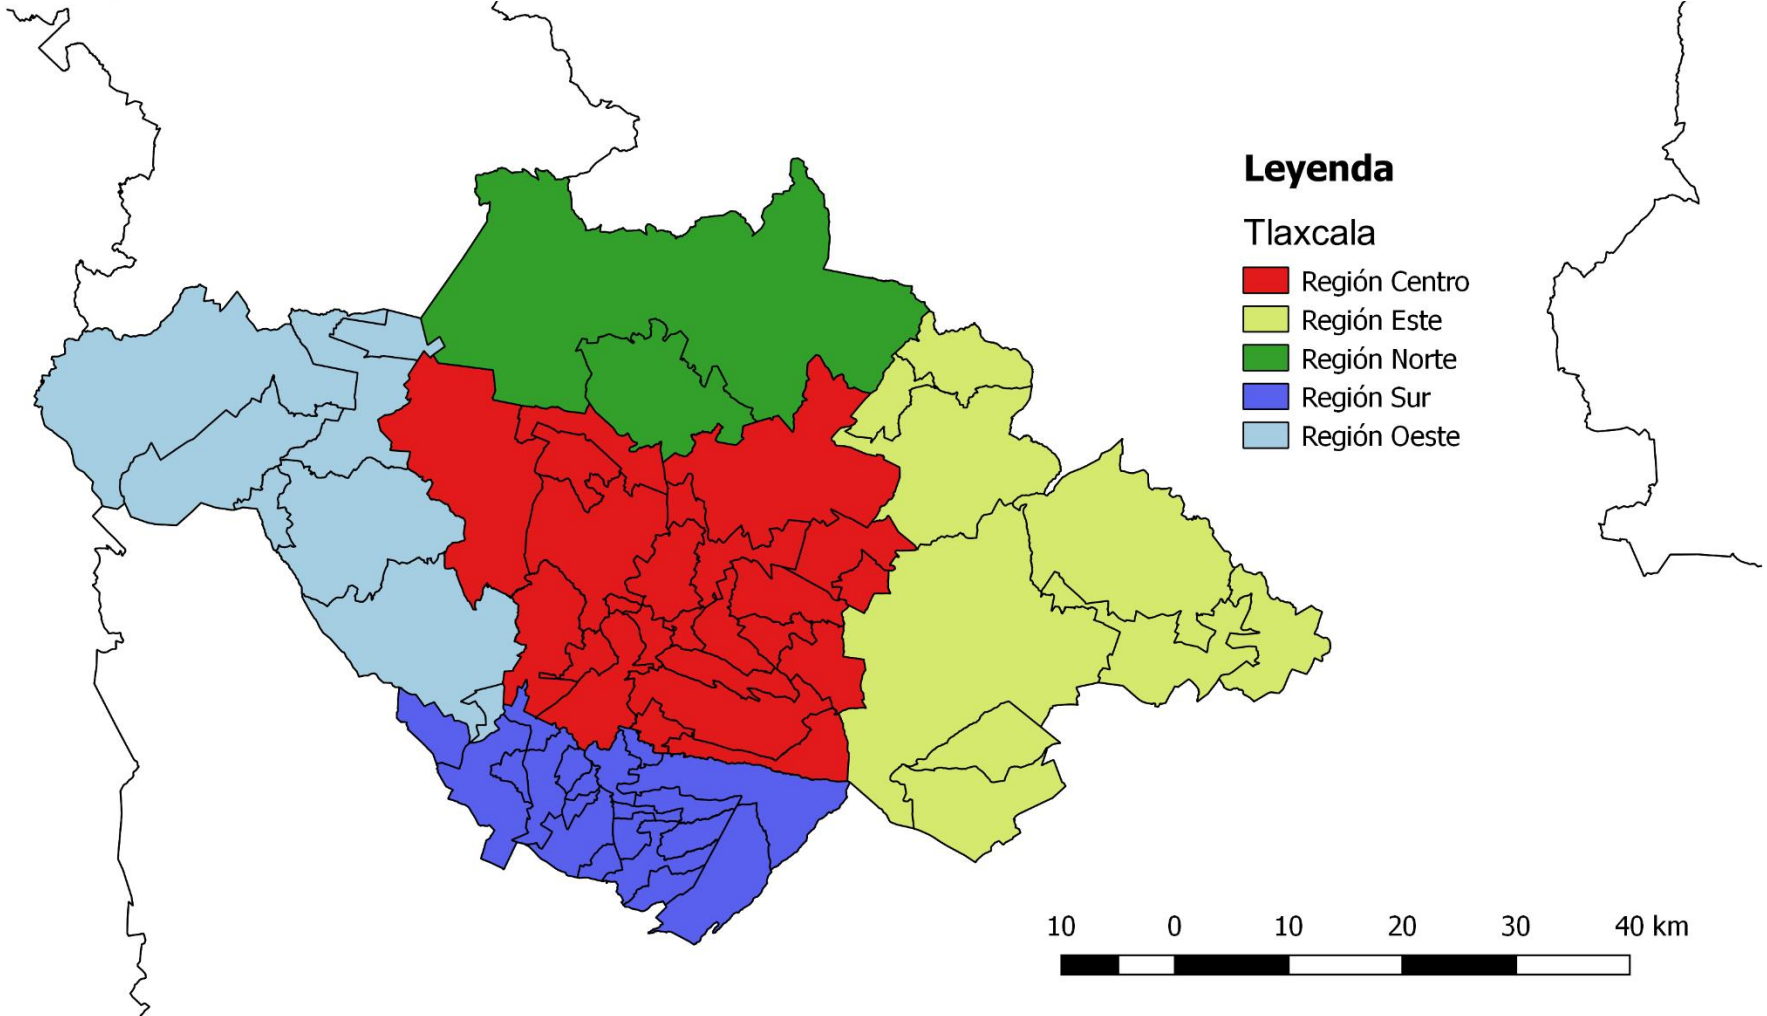 Leyenda
Tlaxcala
Región Centro
Región Este
Región Norte
Región Sur
Región Oeste
10 0 10 20 30 40 km